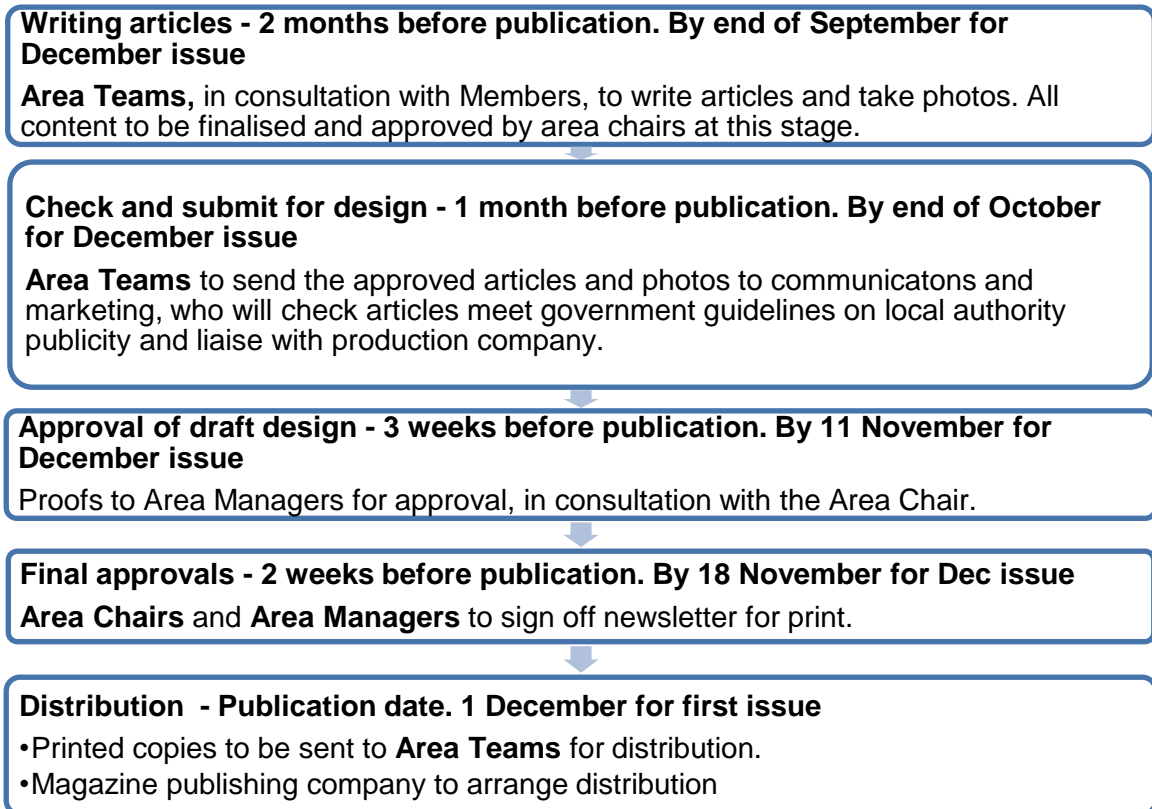 Writing articles - 2 months before publication. By end of September for
December issue
Area Teams, in consultation with Members, to write articles and take photos. All
content to be finalised and approved by area chairs at this stage.
Check and submit for design - 1 month before publication. By end of October
for December issue
Area Teams to send the approved articles and photos to communicatons and
marketing, who will check articles meet government guidelines on local authority
publicity and liaise with production company.
Approval of draft design - 3 weeks before publication. By 11 November for
December issue
Proofs to Area Managers for approval, in consultation with the Area Chair.
Final approvals - 2 weeks before publication. By 18 November for Dec issue
Area Chairs and Area Managers to sign off newsletter for print.
Distribution - Publication date. 1 December for first issue
•Printed copies to be sent to Area Teams for distribution.
•Magazine publishing company to arrange distribution